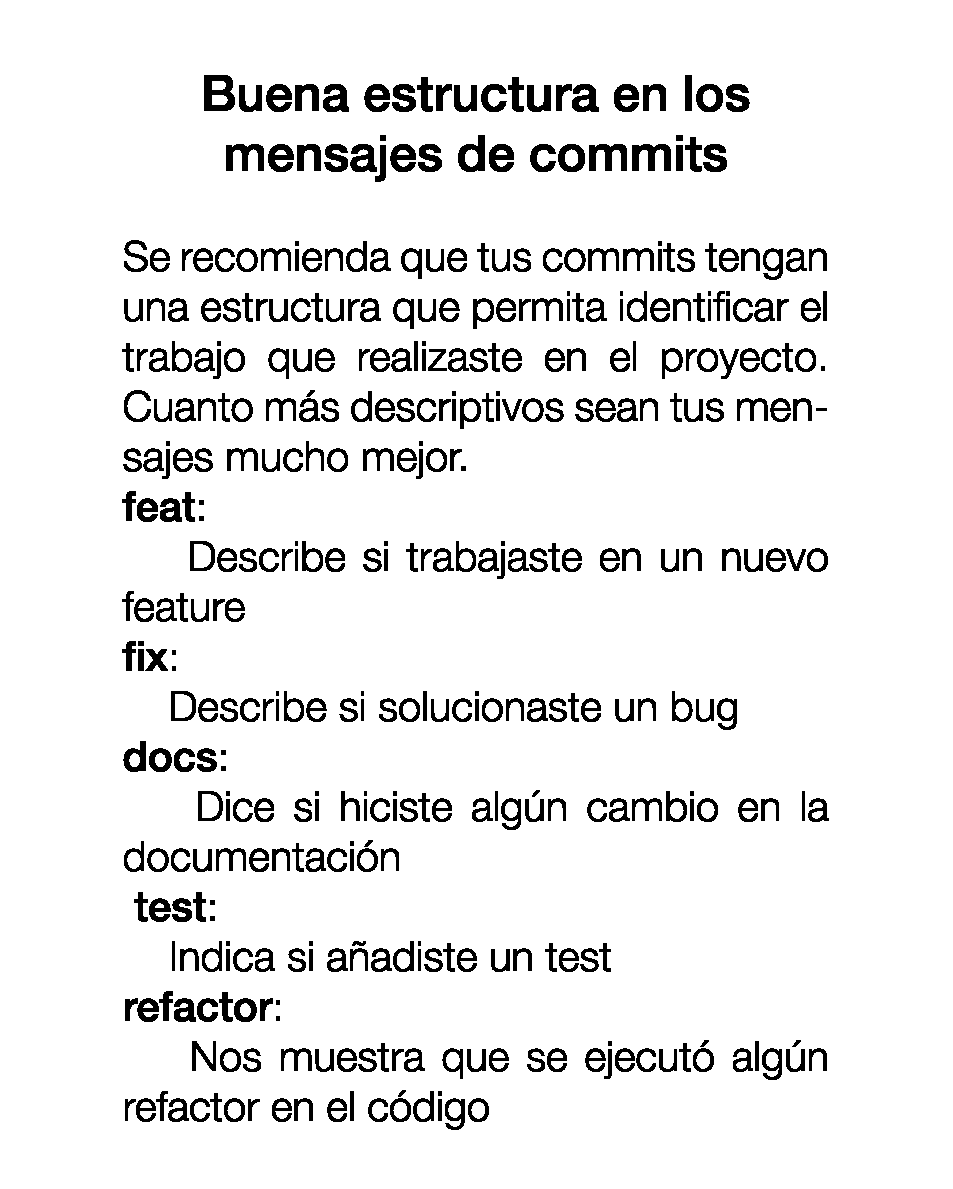 Buena estructura en los
mensajes de commits
Se recomienda que tus commits tengan
una estructura que permita identificar el
trabajo que realizaste en el proyecto.
Cuanto más descriptivos sean tus men-
sajes mucho mejor.
feat:
Describe si trabajaste en un nuevo
feature
fix:
Describe si solucionaste un bug
docs:
Dice si hiciste algún cambio en la
documentación
test:
Indica si añadiste un test
refactor:
Nos muestra que se ejecutó algún
refactor en el código